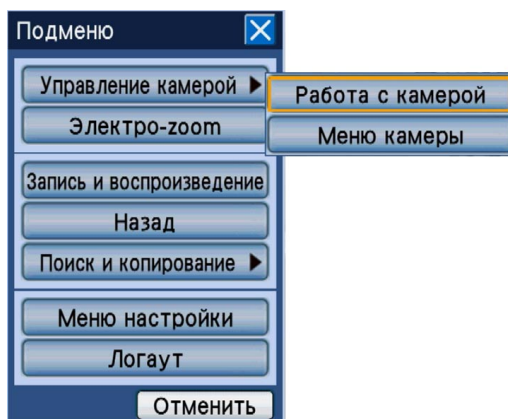 Подменю
Управление камерой
Работа с камерой
Электро-zoom
Меню камеры
Запись и воспроизведение
Назад
Поиск и копирование
Меню настройки
Логаут
Отменить